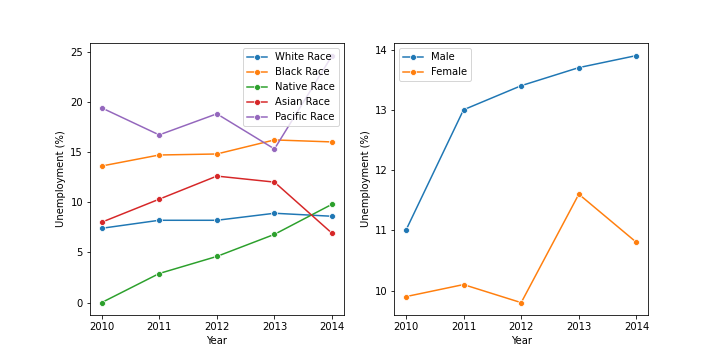 25
20
15
10
5
0
Unemployment (%)
2010 2011 2012 2013 2014
Year
White Race
Black Race
Native Race
Asian Race
Pacific Race
14
13
12
11
10
Unemployment (%)
2010 2011 2012 2013 2014
Year
Male
Female